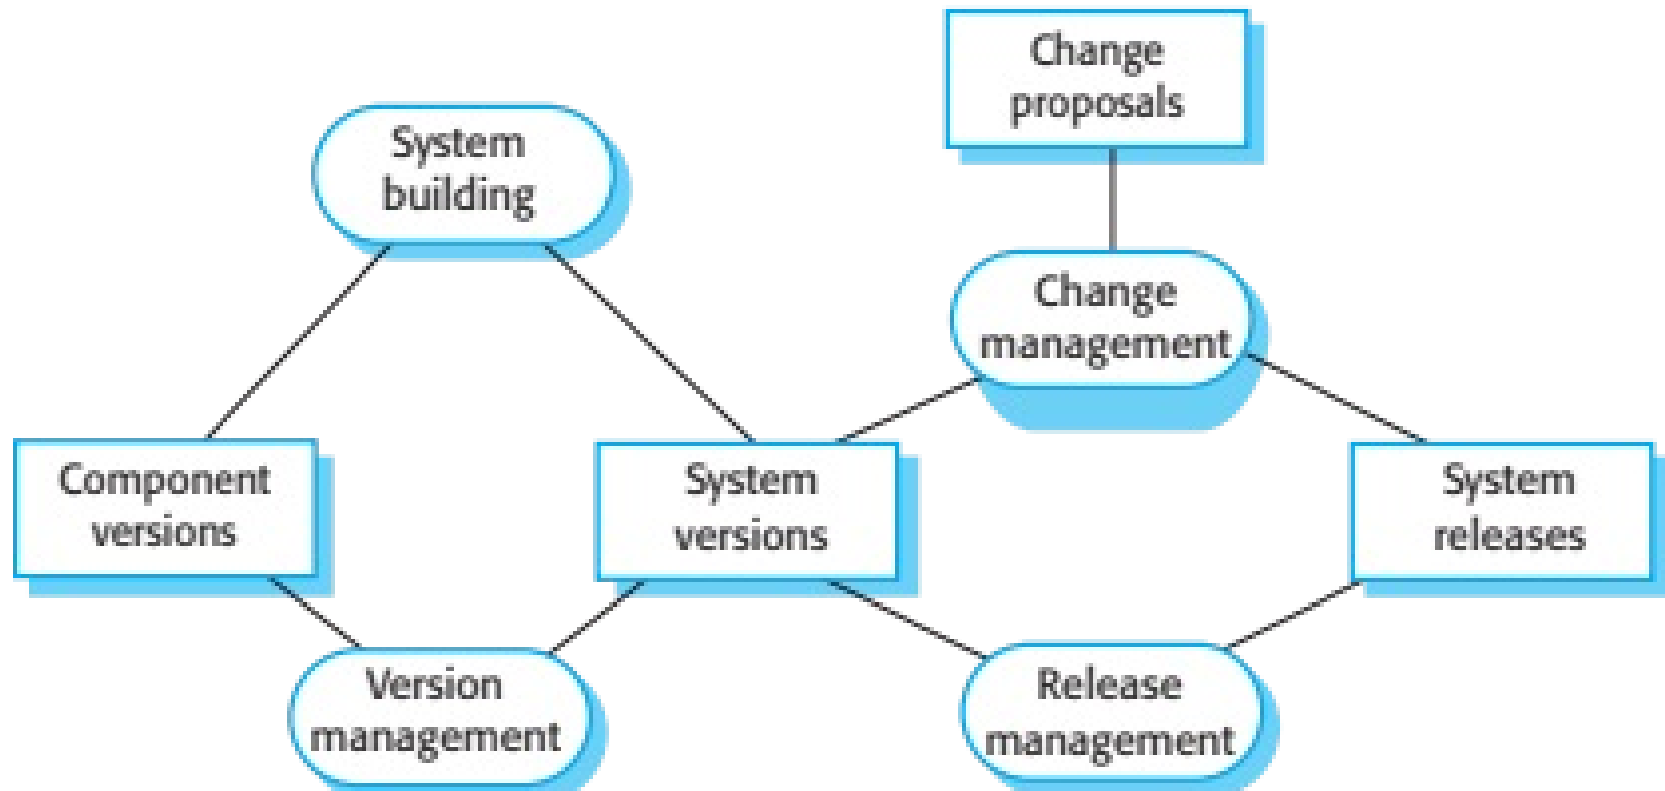 Change
proposals
System
building
Change
management
Component
versions
System
versions
System
releases
Version
management
Release
management